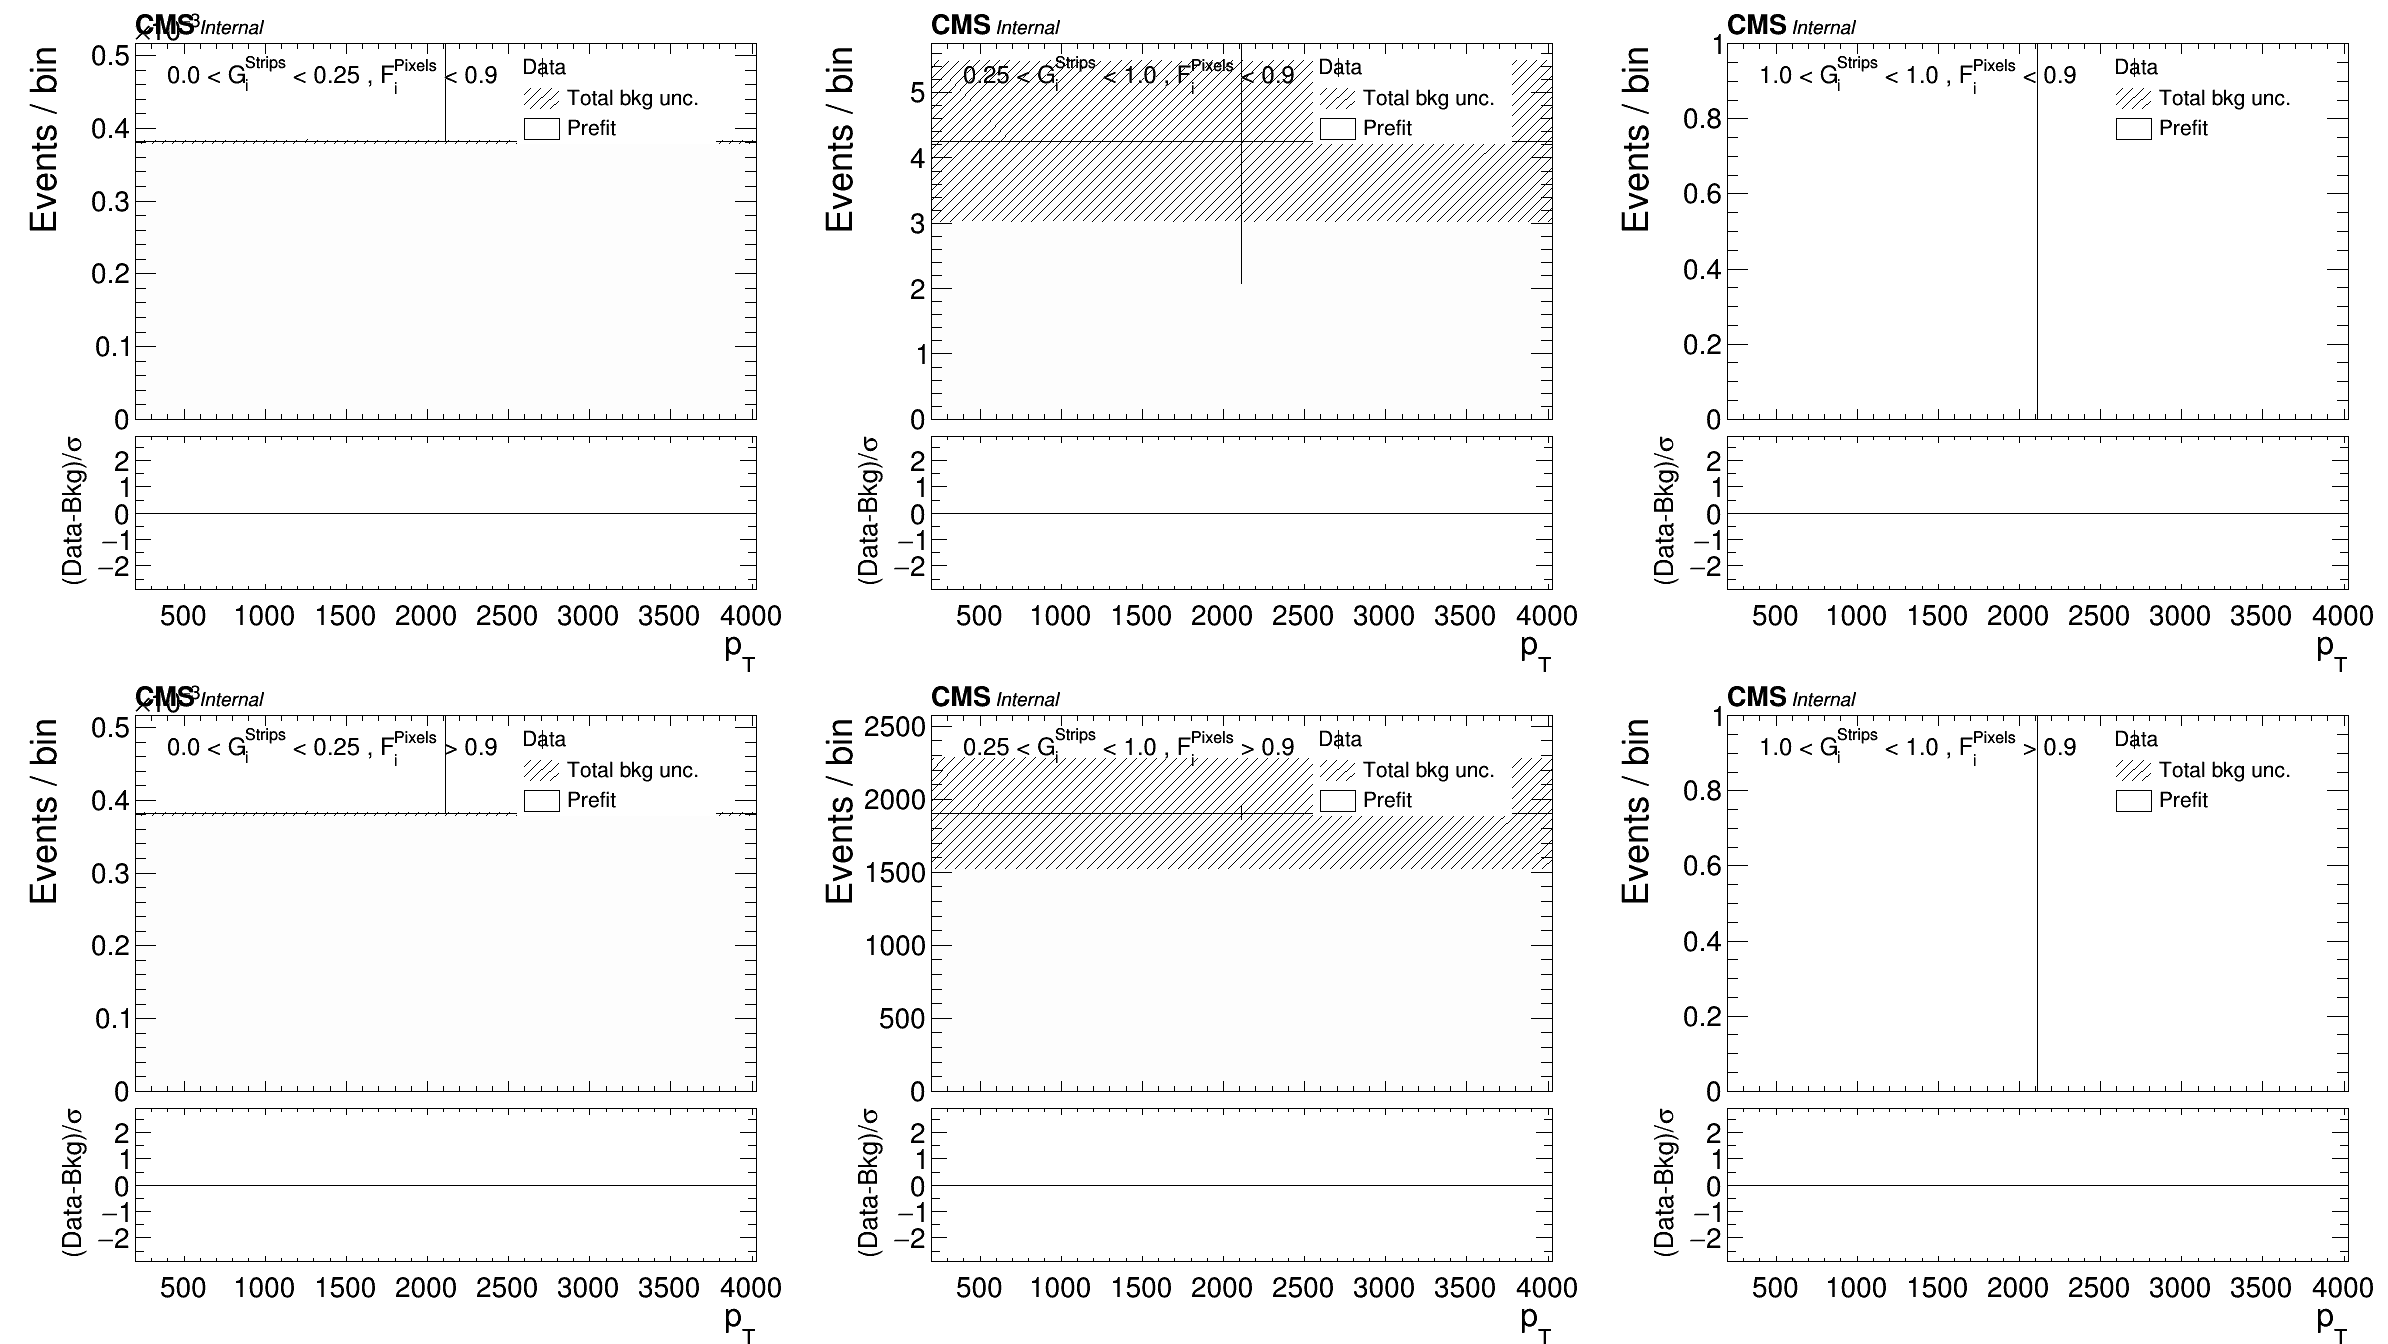 CMS Internal
×10⁻³
Events / bin
0.0 < G_i^Strips < 0.25 , F_i^Pixels < 0.9
Data
Total bkg unc.
Prefit
0.5
0.4
0.3
0.2
0.1
0
(Data-Bkg)/σ
2
1
0
−1
−2
500 1000 1500 2000 2500 3000 3500 4000
p_T
CMS Internal
Events / bin
0.25 < G_i^Strips < 1.0 , F_i^Pixels < 0.9
Data
Total bkg unc.
Prefit
5
4
3
2
1
0
(Data-Bkg)/σ
2
1
0
−1
−2
500 1000 1500 2000 2500 3000 3500 4000
p_T
CMS Internal
Events / bin
1.0 < G_i^Strips < 1.0 , F_i^Pixels < 0.9
Data
Total bkg unc.
Prefit
1
0.8
0.6
0.4
0.2
0
(Data-Bkg)/σ
2
1
0
−1
−2
500 1000 1500 2000 2500 3000 3500 4000
p_T
CMS Internal
×10⁻³
Events / bin
0.0 < G_i^Strips < 0.25 , F_i^Pixels > 0.9
Data
Total bkg unc.
Prefit
0.5
0.4
0.3
0.2
0.1
0
(Data-Bkg)/σ
2
1
0
−1
−2
500 1000 1500 2000 2500 3000 3500 4000
p_T
CMS Internal
Events / bin
0.25 < G_i^Strips < 1.0 , F_i^Pixels > 0.9
Data
Total bkg unc.
Prefit
2500
2000
1500
1000
500
0
(Data-Bkg)/σ
2
1
0
−1
−2
500 1000 1500 2000 2500 3000 3500 4000
p_T
CMS Internal
Events / bin
1.0 < G_i^Strips < 1.0 , F_i^Pixels > 0.9
Data
Total bkg unc.
Prefit
1
0.8
0.6
0.4
0.2
0
(Data-Bkg)/σ
2
1
0
−1
−2
500 1000 1500 2000 2500 3000 3500 4000
p_T